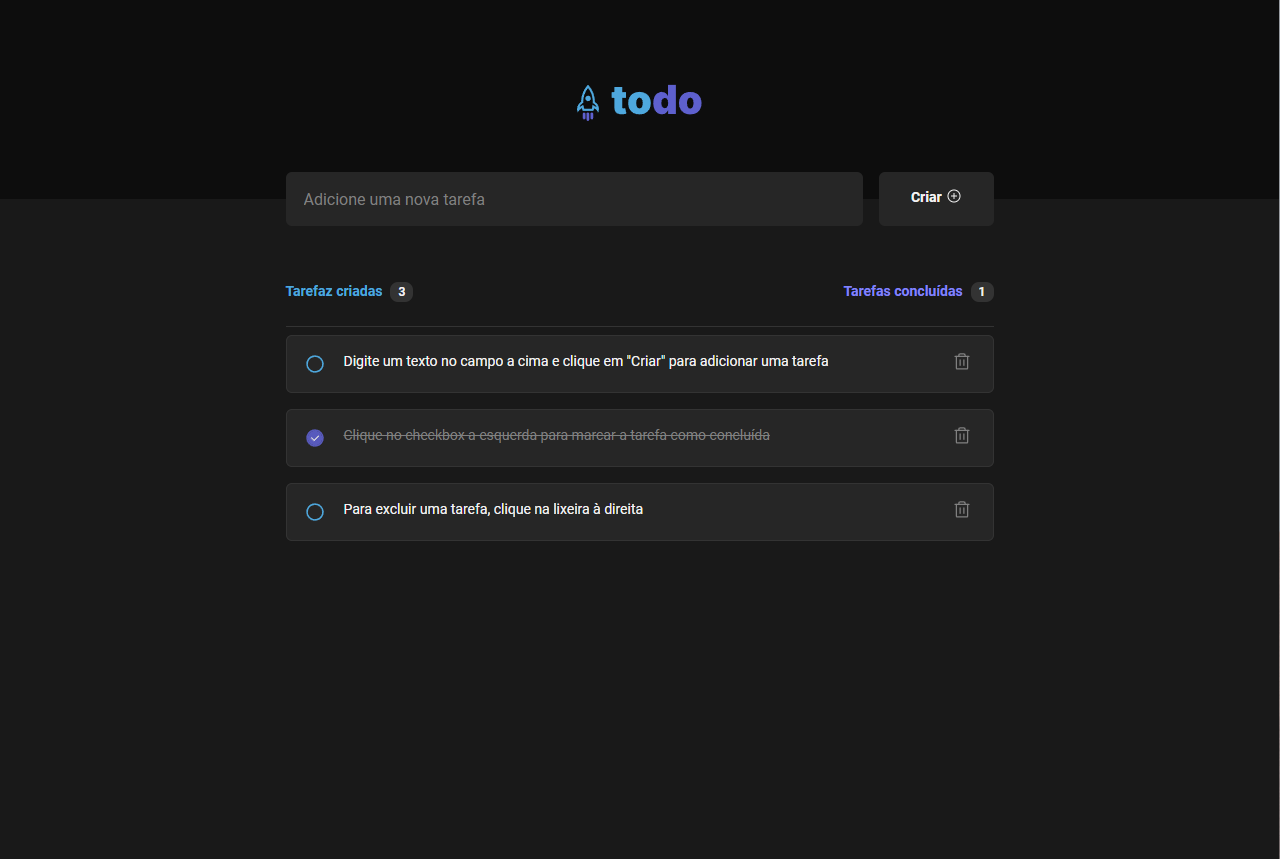 todo
Adicione uma nova tarefa
Criar
Tarefaz criadas 3
Tarefas concluídas 1
Digite um texto no campo a cima e clique em "Criar" para adicionar uma tarefa
Clique no checkbox a esquerda para marcar a tarefa como concluída
Para excluir uma tarefa, clique na lixeira à direita